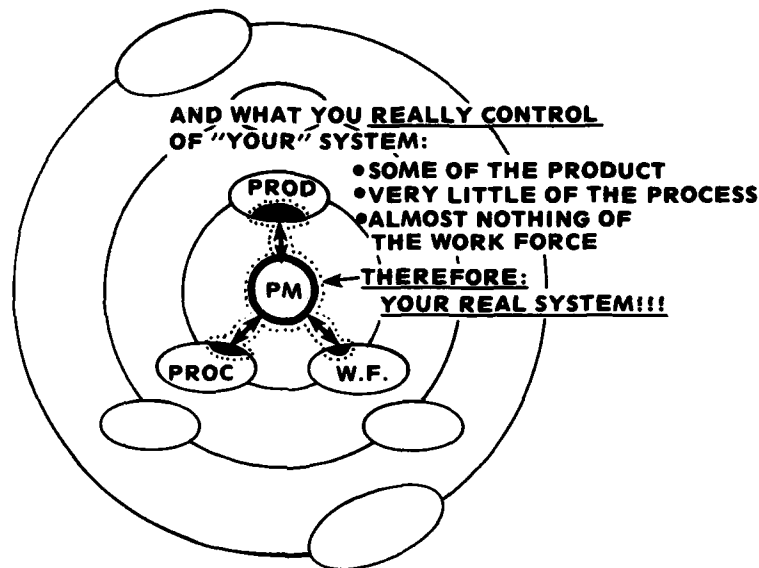 AND WHAT YOU REALLY CONTROL
OF "YOUR" SYSTEM:
•SOME OF THE PRODUCT
•VERY LITTLE OF THE PROCESS
•ALMOST NOTHING OF
THE WORK FORCE
THEREFORE:
YOUR REAL SYSTEM!!!
PROD
PM
PROC
W.F.